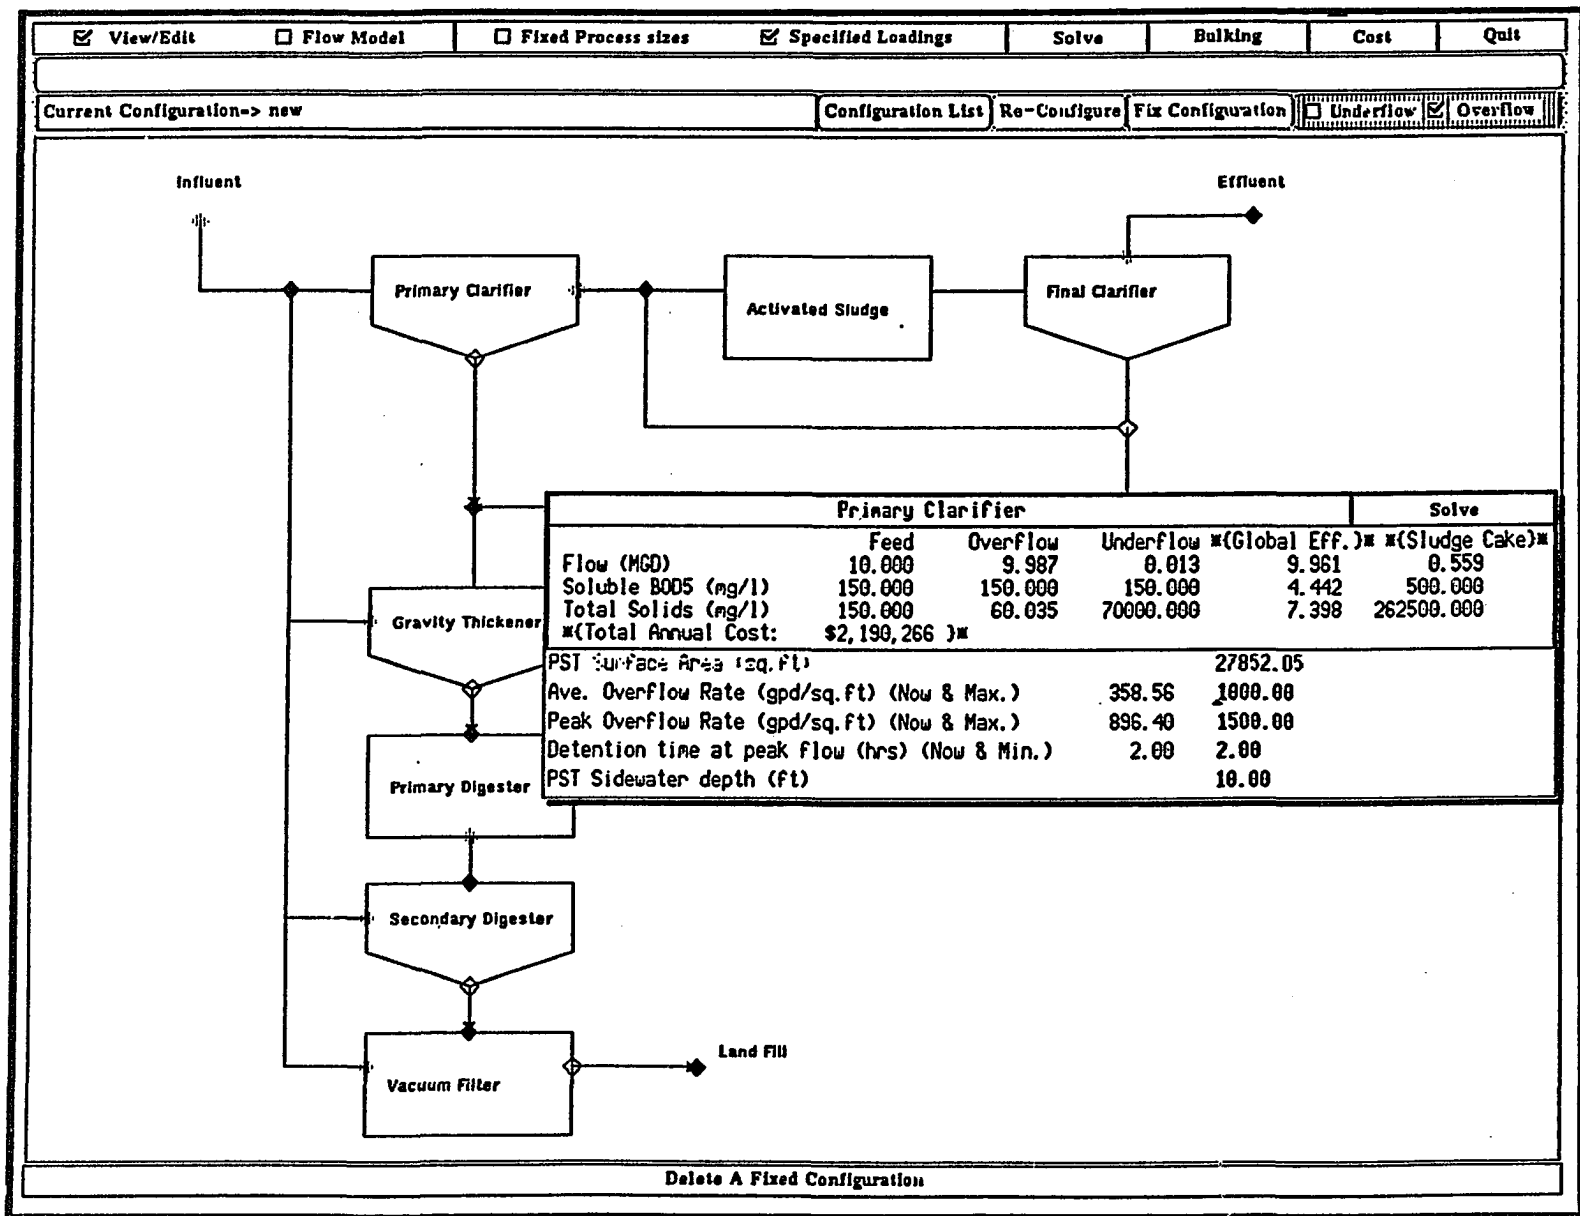 View/Edit Flow Model Fixed Process sizes Specified Loadings Solve Bulking Cost Quit
Current Configuration=> new Configuration List Re-Configure Fix Configuration Underflow Overflow
Influent
Effluent
Primary Clarifier
Activated Sludge
Final Clarifier
Primary Clarifier Solve
Feed Overflow Underflow *(Global Eff.)* *(Sludge Cake)*
Flow (MGD) 10.000 9.987 0.013 9.961 0.559
Soluble BOD5 (mg/l) 150.000 150.000 150.000 4.442 500.000
Total Solids (mg/l) 150.000 60.035 70000.000 7.398 262500.000
*(Total Annual Cost: $2,190,266 )*
PST Surface Area (sq.ft) 27852.05
Ave. Overflow Rate (gpd/sq.ft) (Now & Max.) 358.56 1000.00
Peak Overflow Rate (gpd/sq.ft) (Now & Max.) 896.40 1500.00
Detention time at peak flow (hrs) (Now & Min.) 2.00 2.00
PST Sidewater depth (ft) 10.00
Gravity Thickener
Primary Digester
Secondary Digester
Vacuum Filter
Land Fill
Delete A Fixed Configuration